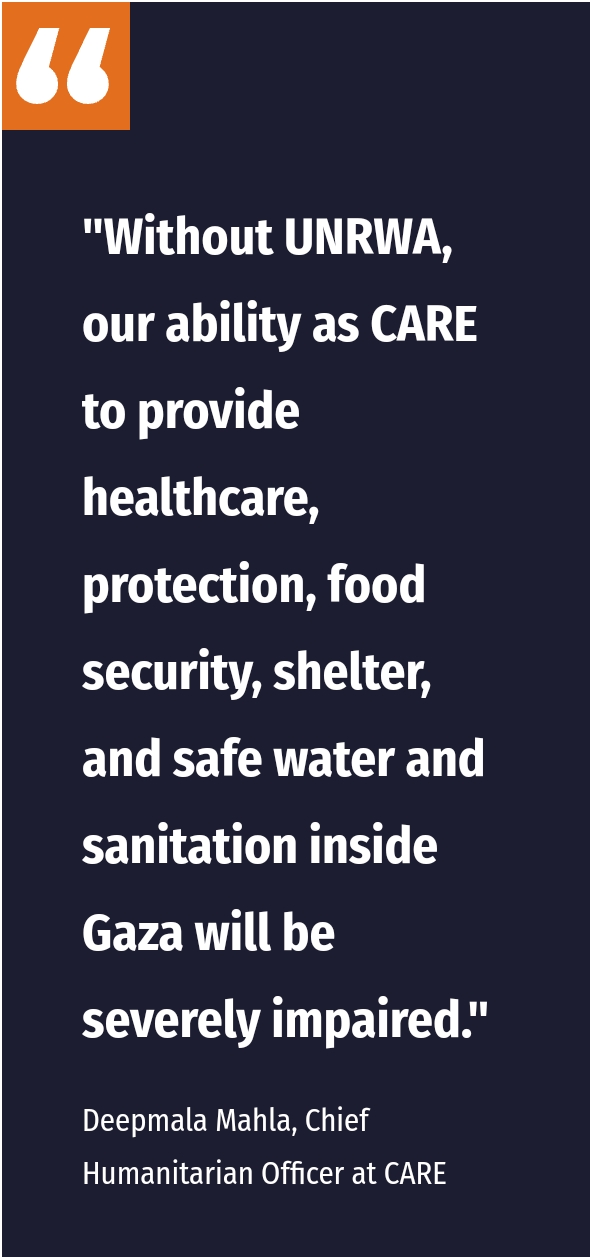 "Without UNRWA,
our ability as CARE
to provide
healthcare,
protection, food
security, shelter,
and safe water and
sanitation inside
Gaza will be
severely impaired."
Deepmala Mahla, Chief
Humanitarian Officer at CARE